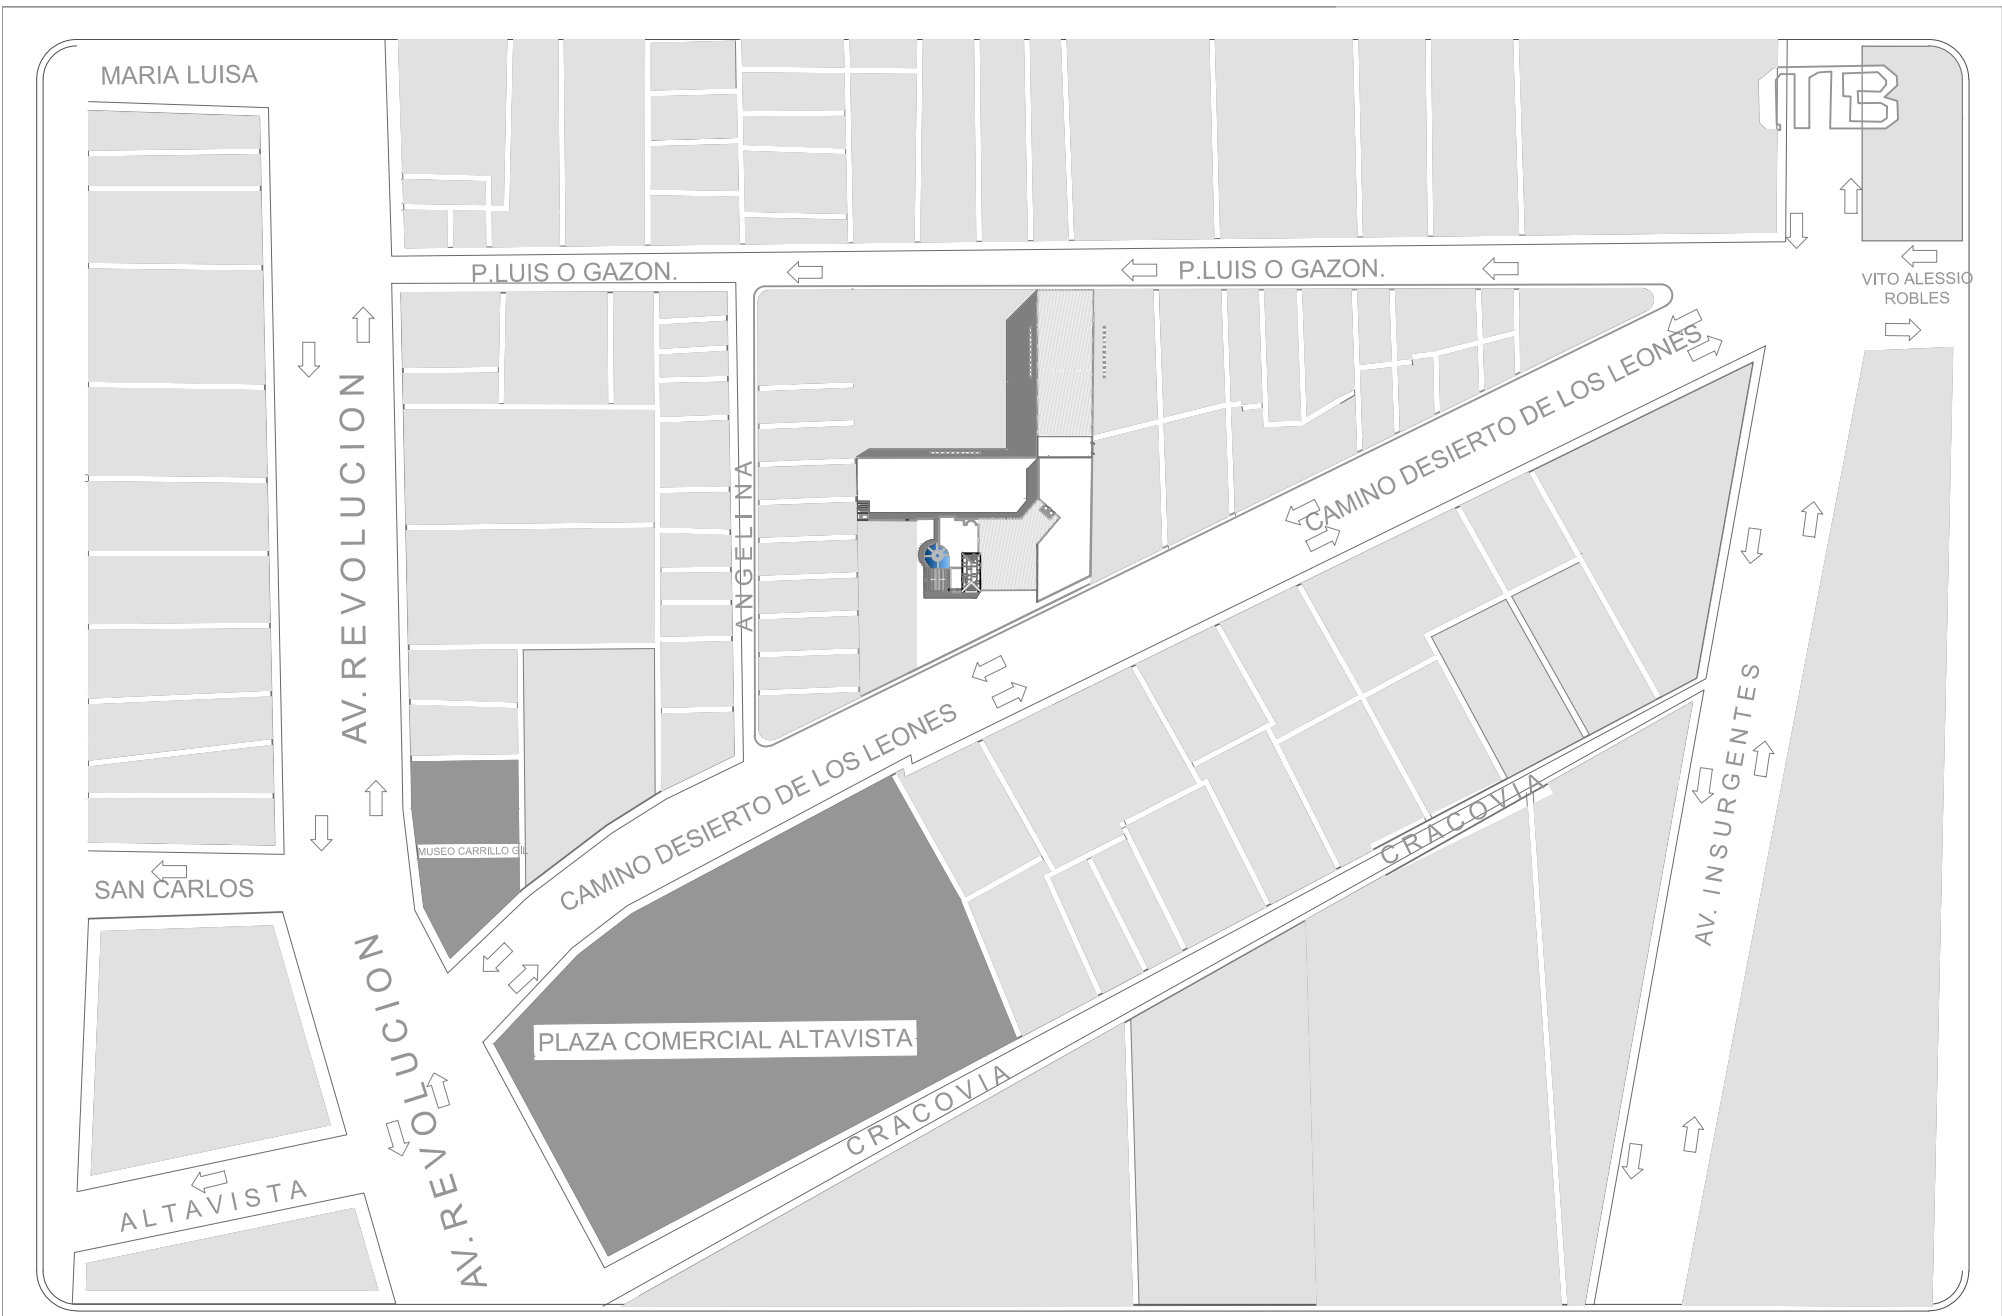 MARIA LUISA
P.LUIS O GAZON.
P.LUIS O GAZON.
VITO ALESSIO
ROBLES
CAMINO DESIERTO DE LOS LEONES
AV.REVOLUCION
ANGELINA
CAMINO DESIERTO DE LOS LEONES
AV. INSURGENTES
CRACOVIA
MUSEO CARRILLO GIL
SAN CARLOS
AV.REVOLUCION
PLAZA COMERCIAL ALTAVISTA
CRACOVIA
ALTAVISTA